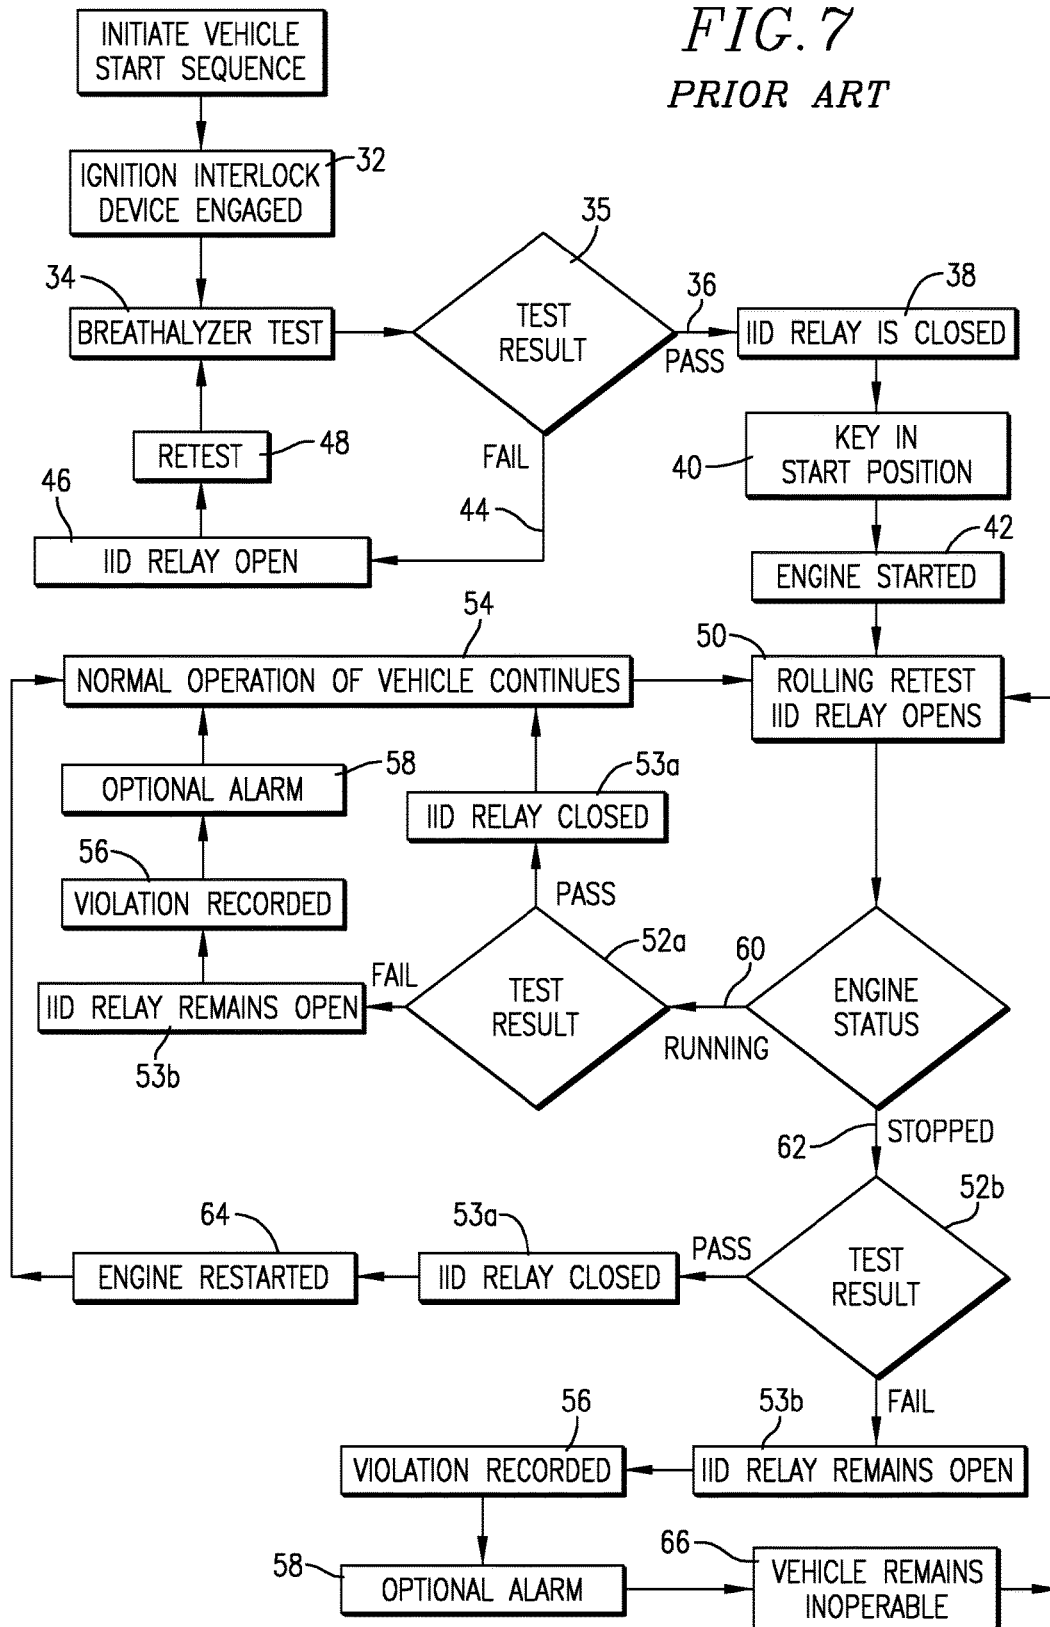 FIG. 7
PRIOR ART
INITIATE VEHICLE
START SEQUENCE
32
IGNITION INTERLOCK
DEVICE ENGAGED
34
BREATHALYZER TEST
35
TEST
RESULT
36
PASS
38
IID RELAY IS CLOSED
FAIL
44
48
RETEST
46
IID RELAY OPEN
40
KEY IN
START POSITION
42
ENGINE STARTED
50
ROLLING RETEST
IID RELAY OPENS
54
NORMAL OPERATION OF VEHICLE CONTINUES
58
OPTIONAL ALARM
53a
IID RELAY CLOSED
56
VIOLATION RECORDED
PASS
52a
TEST
RESULT
FAIL
IID RELAY REMAINS OPEN
53b
60
RUNNING
ENGINE
STATUS
62
STOPPED
52b
TEST
RESULT
PASS
53a
IID RELAY CLOSED
64
ENGINE RESTARTED
FAIL
53b
IID RELAY REMAINS OPEN
56
VIOLATION RECORDED
58
OPTIONAL ALARM
66
VEHICLE REMAINS
INOPERABLE